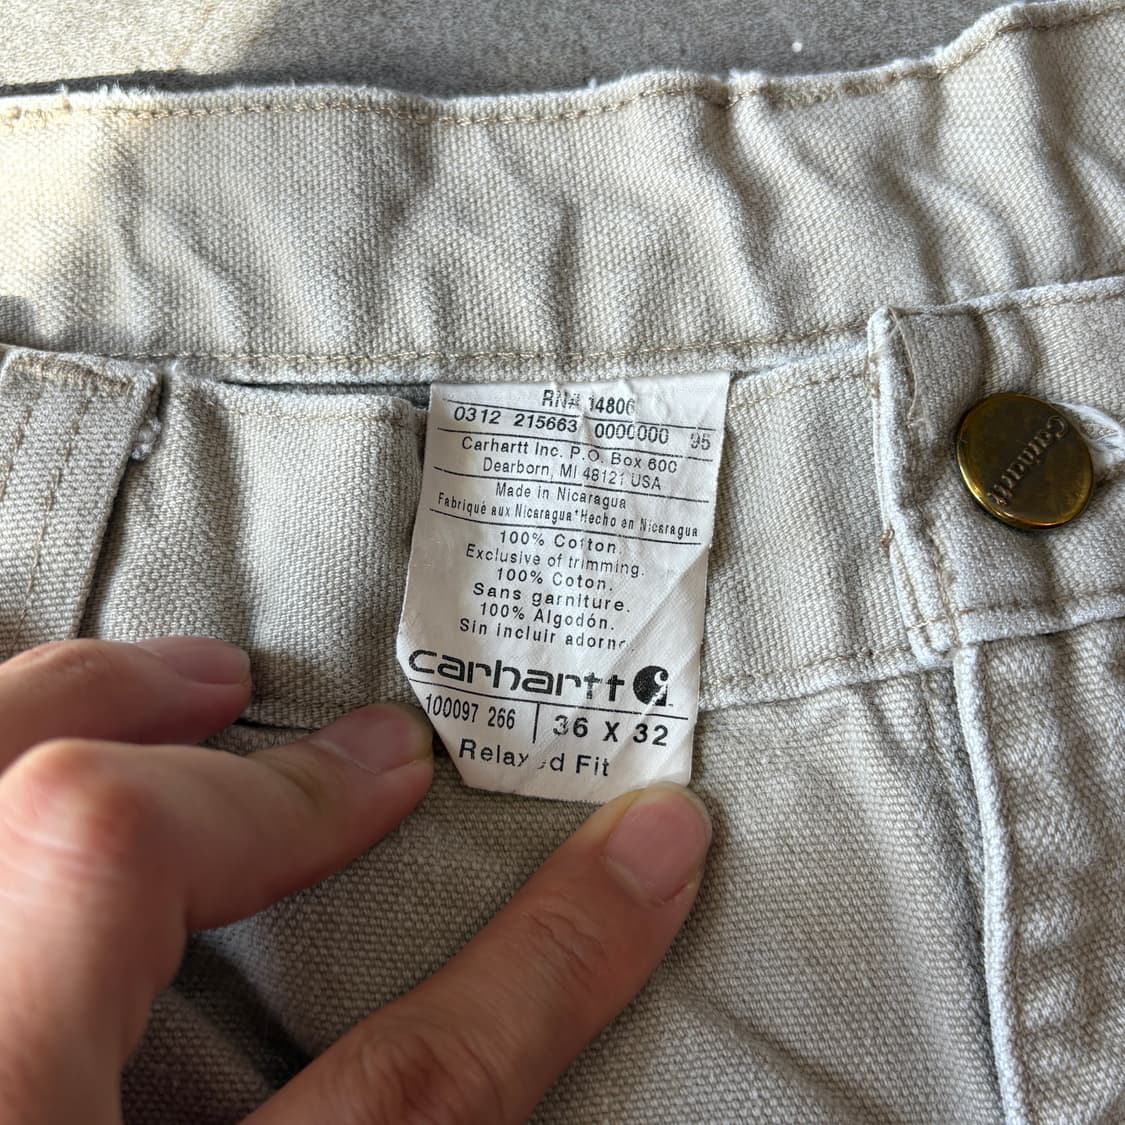 RN# 14806
0312 215663 0000000 95
Carhartt Inc. P.O. Box 600
Dearborn, MI 48121 USA
Made in Nicaragua
Fabriqué aux Nicaragua*Hecho en Nicaragua
100% Cotton.
Exclusive of trimming.
100% Coton.
Sans garniture.
100% Algodón.
Sin incluir
carhartt
100097 266 36 X 32
Relaxed Fit
Carhartt